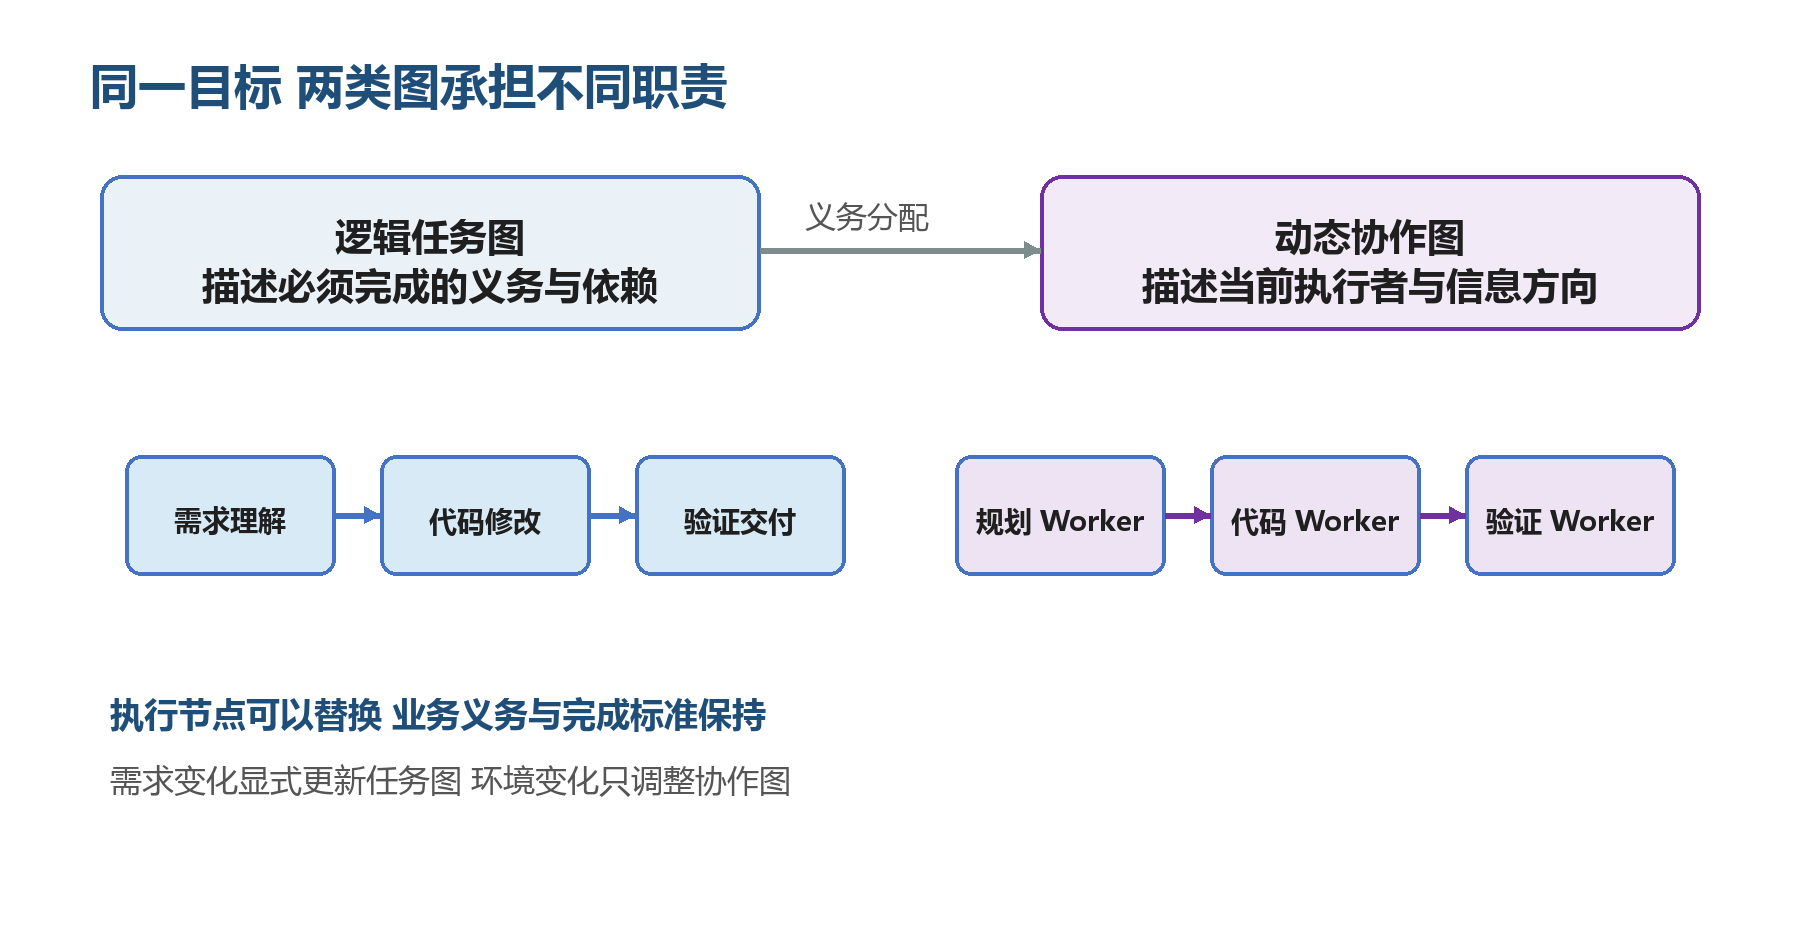 同一目标 两类图承担不同职责
逻辑任务图
描述必须完成的义务与依赖
义务分配
动态协作图
描述当前执行者与信息方向
需求理解
代码修改
验证交付
规划 Worker
代码 Worker
验证 Worker
执行节点可以替换 业务义务与完成标准保持
需求变化显式更新任务图 环境变化只调整协作图